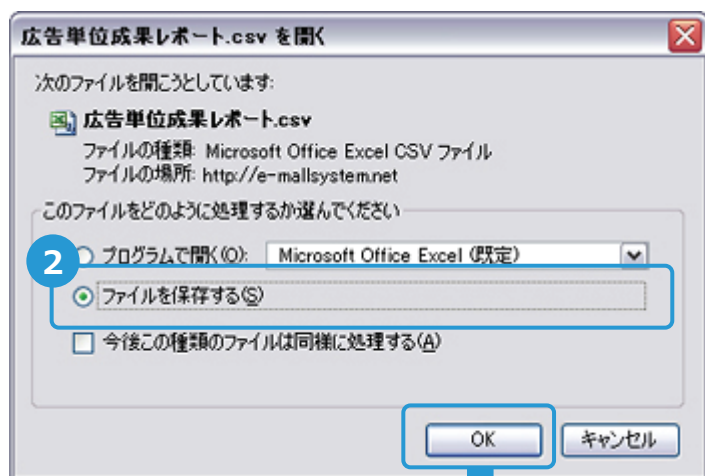 広告単位成果レポート.csv を開く
次のファイルを開こうとしています:
広告単位成果レポート.csv
ファイルの種類: Microsoft Office Excel CSV ファイル
ファイルの場所: http://e-mallsystem.net
このファイルをどのように処理するか選んでください
2
プログラムで開く(O): Microsoft Office Excel (既定)
ファイルを保存する(S)
今後この種類のファイルは同様に処理する(A)
OK キャンセル